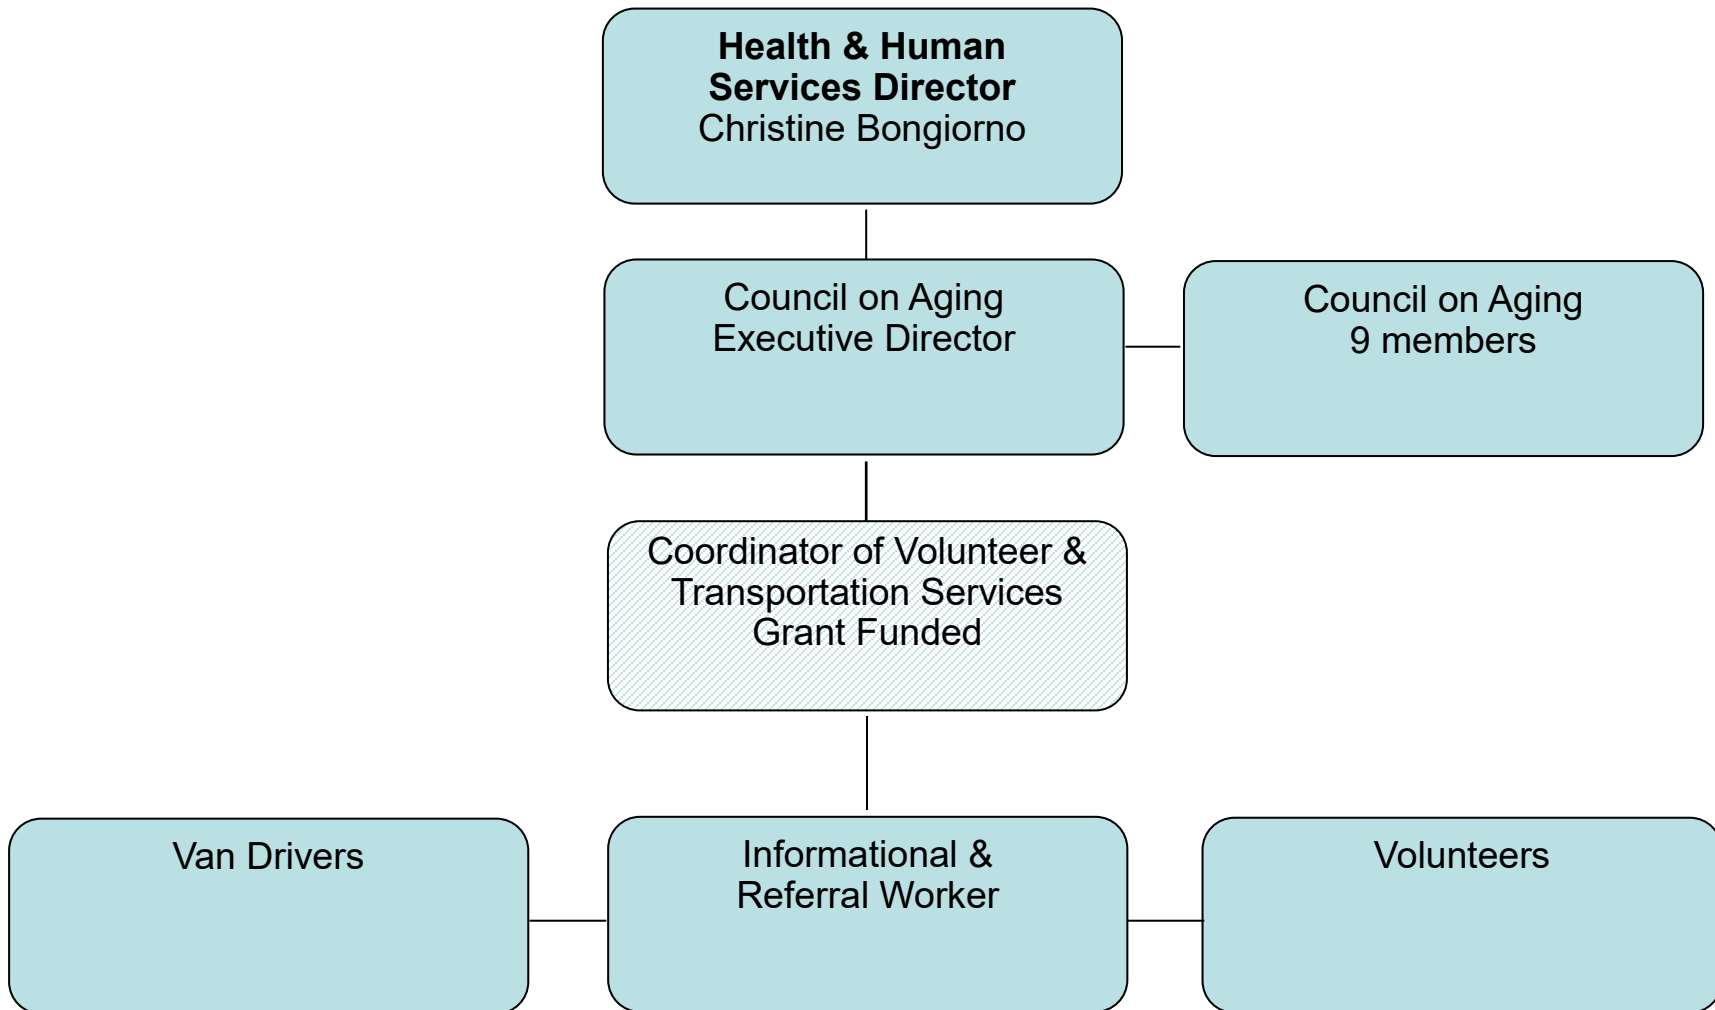 Health & Human
Services Director
Christine Bongiorno
Council on Aging
Executive Director
Council on Aging
9 members
Coordinator of Volunteer &
Transportation Services
Grant Funded
Van Drivers
Informational &
Referral Worker
Volunteers